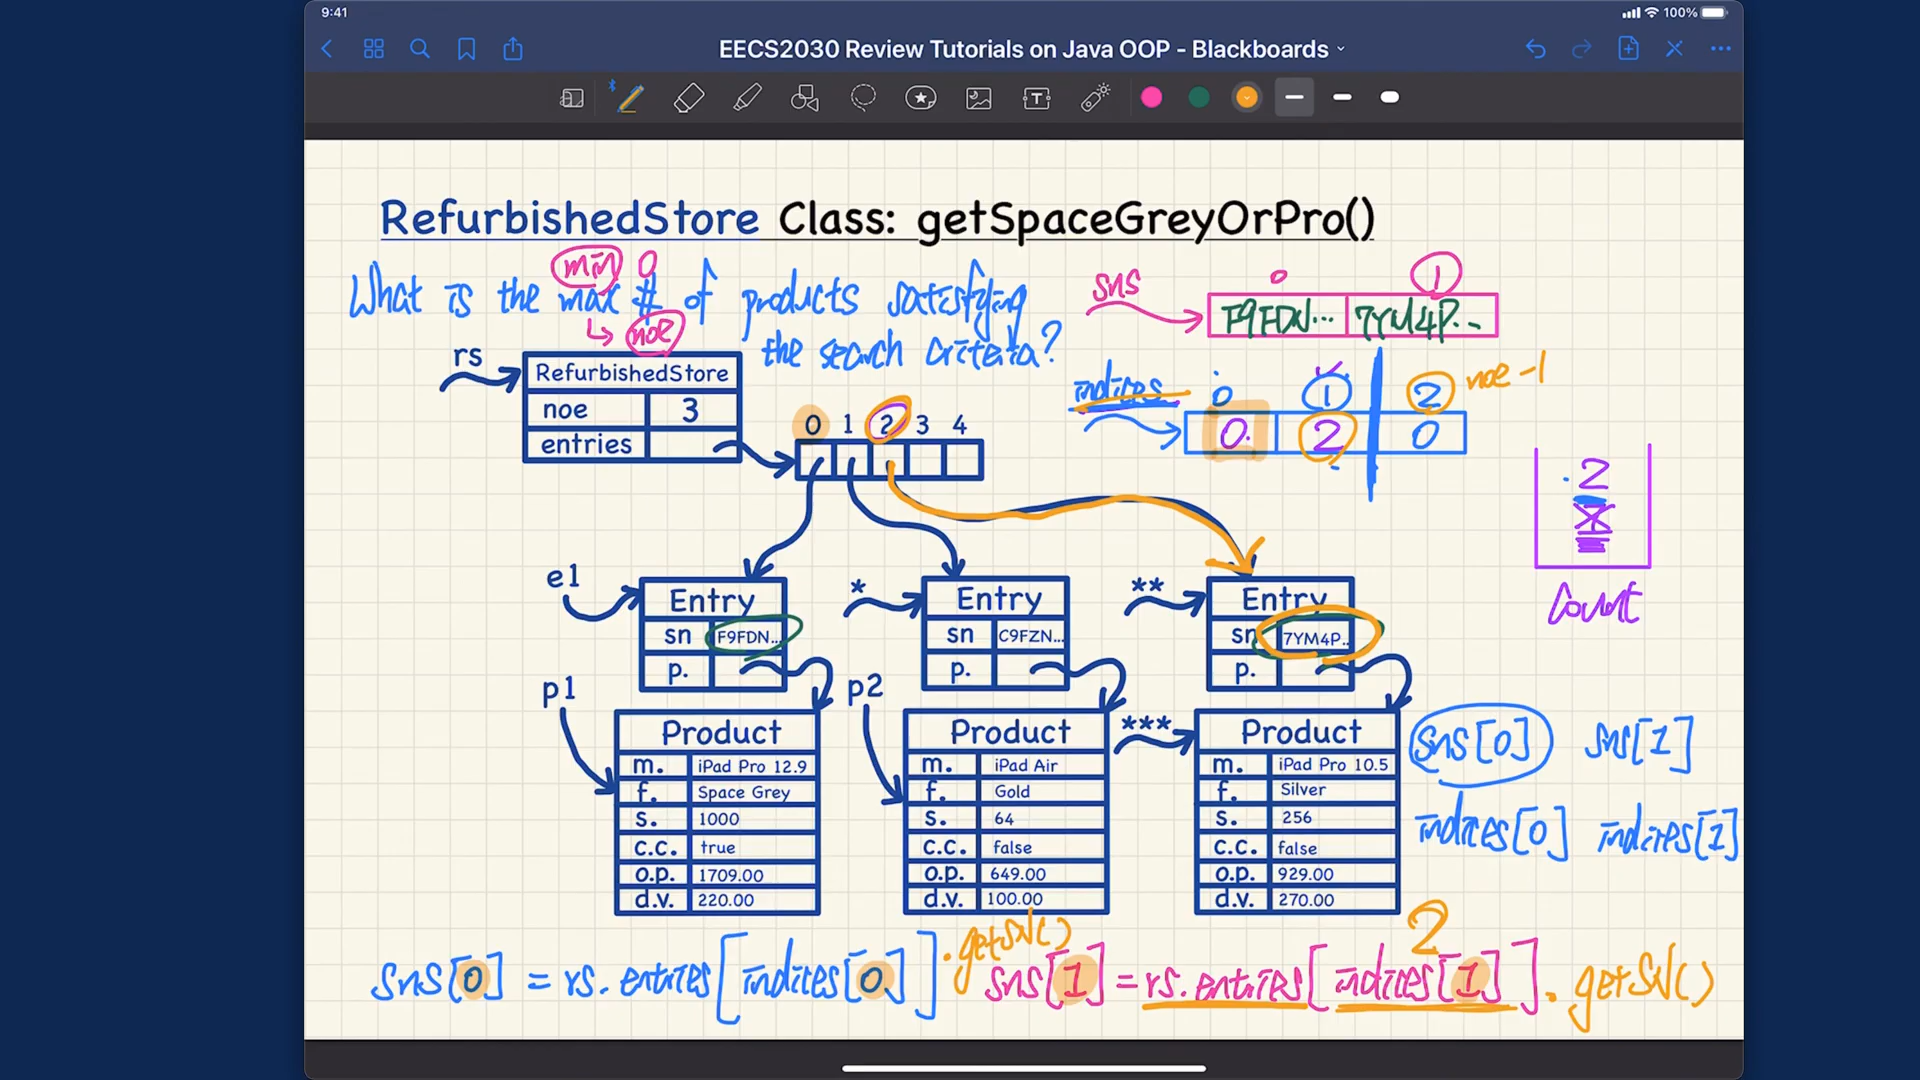 9:41
100%
EECS2030 Review Tutorials on Java OOP - Blackboards
RefurbishedStore Class: getSpaceGreyOrPro()
min 0
What is the max # of products satisfying
the search criteria?
noe
sns
0 1
F9FDN... 7YM4P...
indices
0 1 2 noe -1
0 2 0
rs
RefurbishedStore
noe 3
entries
0 1 2 3 4
2
Count
e1
Entry
sn F9FDN...
p.
*
Entry
sn C9FZN...
p.
**
Entry
sn 7YM4P..
p.
p1
Product
m. iPad Pro 12.9
f. Space Grey
s. 1000
c.c. true
o.p. 1709.00
d.v. 220.00
p2
Product
m. iPad Air
f. Gold
s. 64
c.c. false
o.p. 649.00
d.v. 100.00
***
Product
m. iPad Pro 10.5
f. Silver
s. 256
c.c. false
o.p. 929.00
d.v. 270.00
sns[0] sns[1]
indices[0] indices[1]
sns[0] = rs.entries[indices[0]].getSN()
2
sns[1] = rs.entries[indices[1]].getSN()